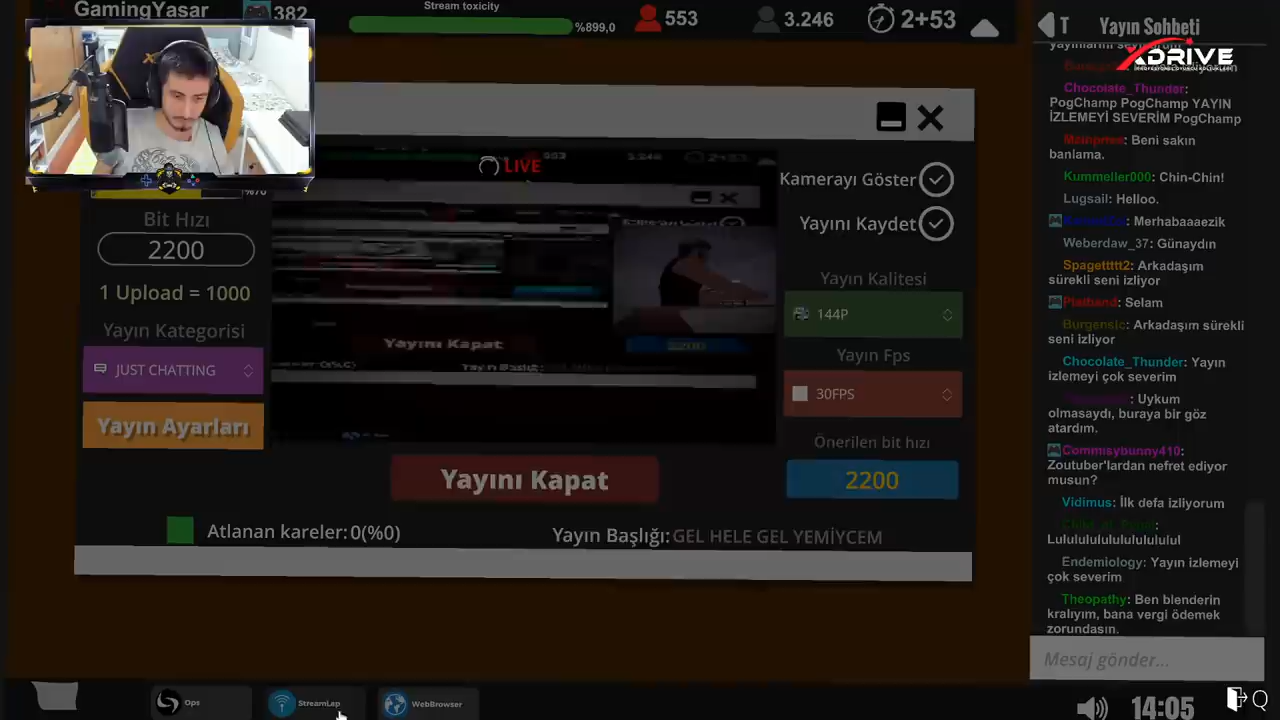 GamingYasar
382
Stream toxicity
%899,0
553
3.246
2+53
T Yayın Sohbeti
XDRIVE
Chocolate_Thunder:
PogChamp PogChamp YAYIN
İZLEMEYİ SEVERİM PogChamp
Beni sakın
banlama.
Kummeller000: Chin-Chin!
Lugsail: Helloo.
Merhabaaaezik
Weberdaw_37: Günaydın
Spagettttt2: Arkadaşım
sürekli seni izliyor
Selam
Burgensic: Arkadaşım sürekli
seni izliyor
Chocolate_Thunder: Yayın
izlemeyi çok severim
Uykum
olmasaydı, buraya bir göz
atardım.
Commisybunny410:
Zoutuber'lardan nefret ediyor
musun?
Vidimus: İlk defa izliyorum
Lulululululululululul
Endemiology: Yayın izlemeyi
çok severim
Theopathy: Ben blenderin
kralıyım, bana vergi ödemek
zorundasın.
Mesaj gönder...
LIVE
Bit Hızı
2200
1 Upload = 1000
Yayın Kategorisi
JUST CHATTING
Yayın Ayarları
Yayını Kapat
Kamerayı Göster
Yayını Kaydet
Yayın Kalitesi
144P
Yayın Fps
30FPS
Önerilen bit hızı
2200
Yayını Kapat
Atlanan kareler: 0(%0)
Yayın Başlığı: GEL HELE GEL YEMİYCEM
Ops
StreamLap
WebBrowser
14:05
Q